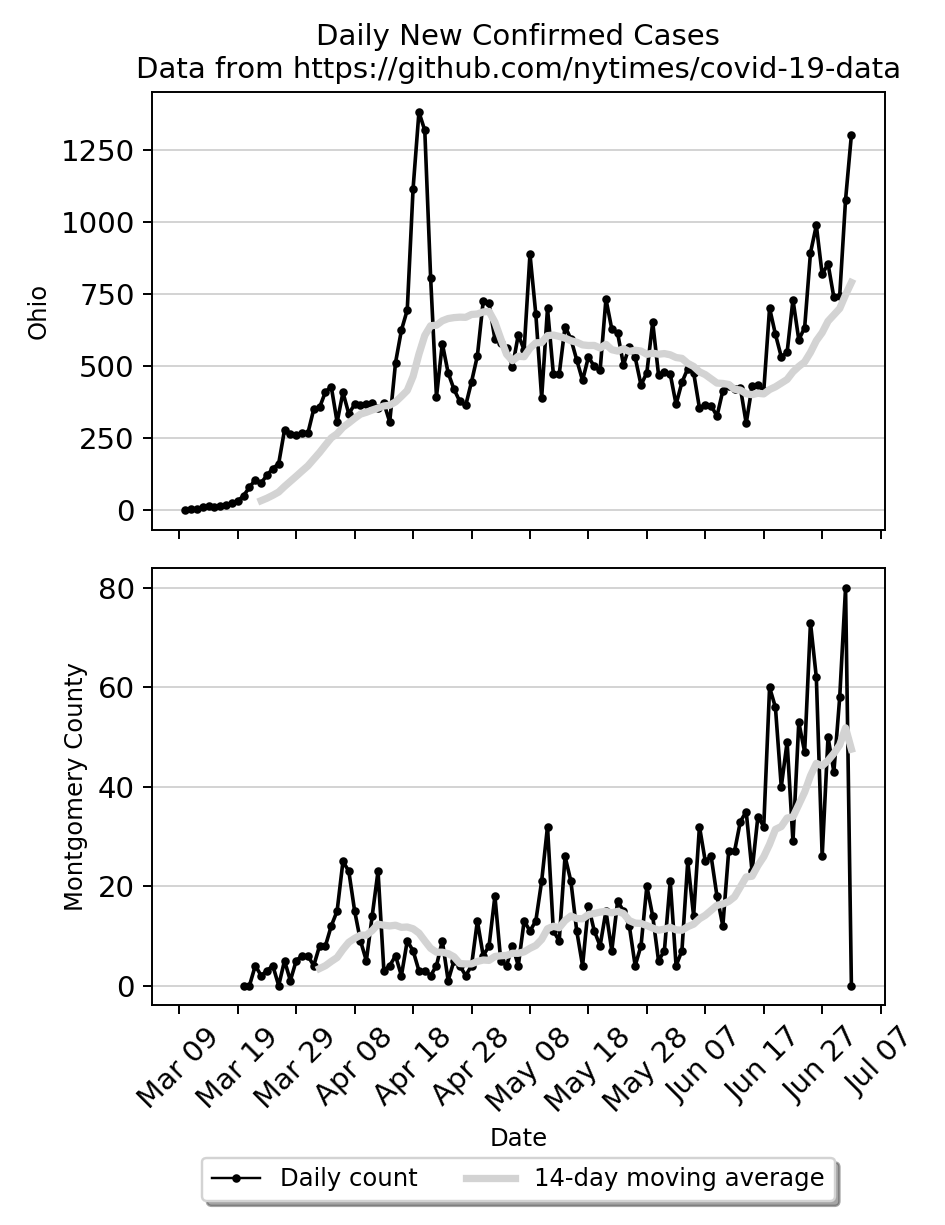 Daily New Confirmed Cases
Data from https://github.com/nytimes/covid-19-data
1250
1000
750
500
250
0
Ohio
80
60
40
20
0
Montgomery County
Mar 09
Mar 19
Mar 29
Apr 08
Apr 18
Apr 28
May 08
May 18
May 28
Jun 07
Jun 17
Jun 27
Jul 07
Date
Daily count
14-day moving average